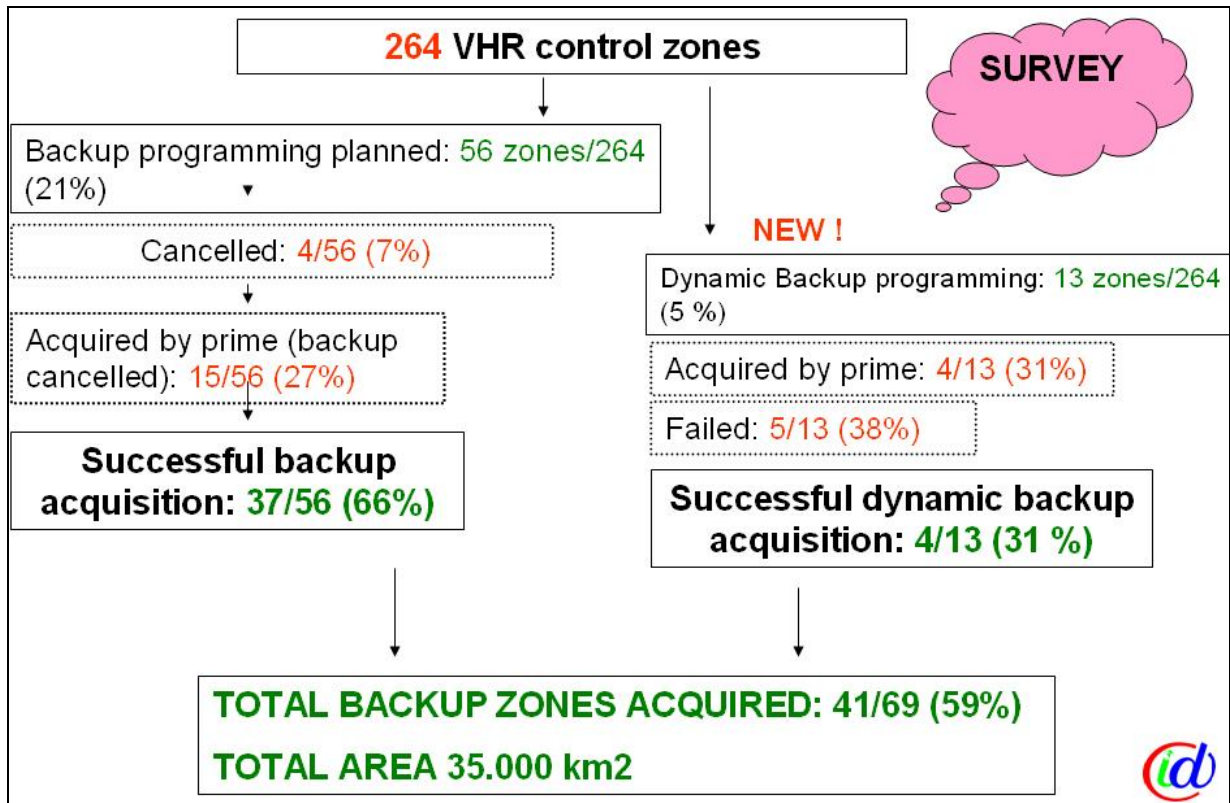 264 VHR control zones
SURVEY
Backup programming planned: 56 zones/264
(21%)
Cancelled: 4/56 (7%)
Acquired by prime (backup
cancelled): 15/56 (27%)
Successful backup
acquisition: 37/56 (66%)
NEW !
Dynamic Backup programming: 13 zones/264
(5 %)
Acquired by prime: 4/13 (31%)
Failed: 5/13 (38%)
Successful dynamic backup
acquisition: 4/13 (31 %)
TOTAL BACKUP ZONES ACQUIRED: 41/69 (59%)
TOTAL AREA 35.000 km2
id